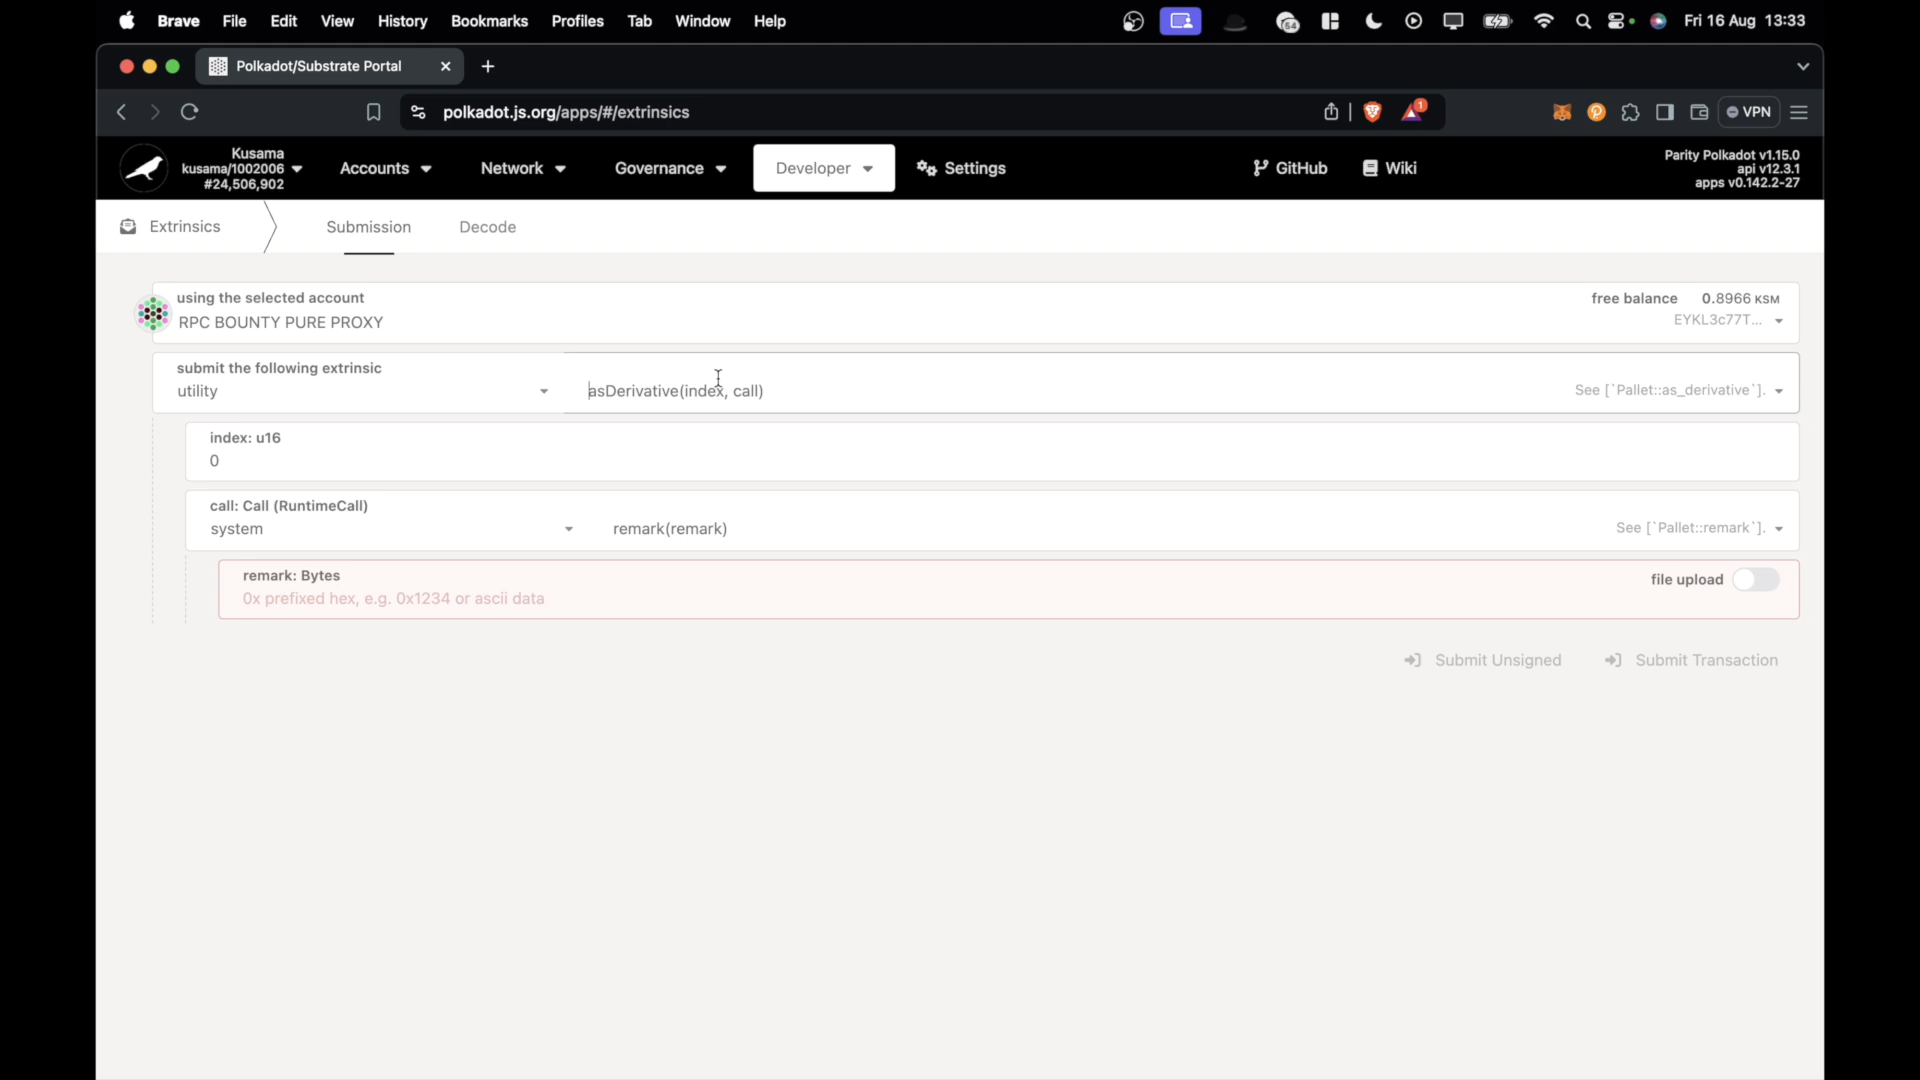 Brave File Edit View History Bookmarks Profiles Tab Window Help 64 Fri 16 Aug 13:33
Polkadot/Substrate Portal
polkadot.js.org/apps/#/extrinsics 1 VPN
Kusama
kusama/1002006
#24,506,902
Accounts Network Governance Developer Settings GitHub Wiki
Parity Polkadot v1.15.0
api v12.3.1
apps v0.142.2-27
Extrinsics Submission Decode
using the selected account free balance 0.8966 KSM
RPC BOUNTY PURE PROXY EYKL3c77T...
submit the following extrinsic
utility asDerivative(index, call) See [`Pallet::as_derivative`].
index: u16
0
call: Call (RuntimeCall)
system remark(remark) See [`Pallet::remark`].
remark: Bytes file upload
0x prefixed hex, e.g. 0x1234 or ascii data
Submit Unsigned Submit Transaction